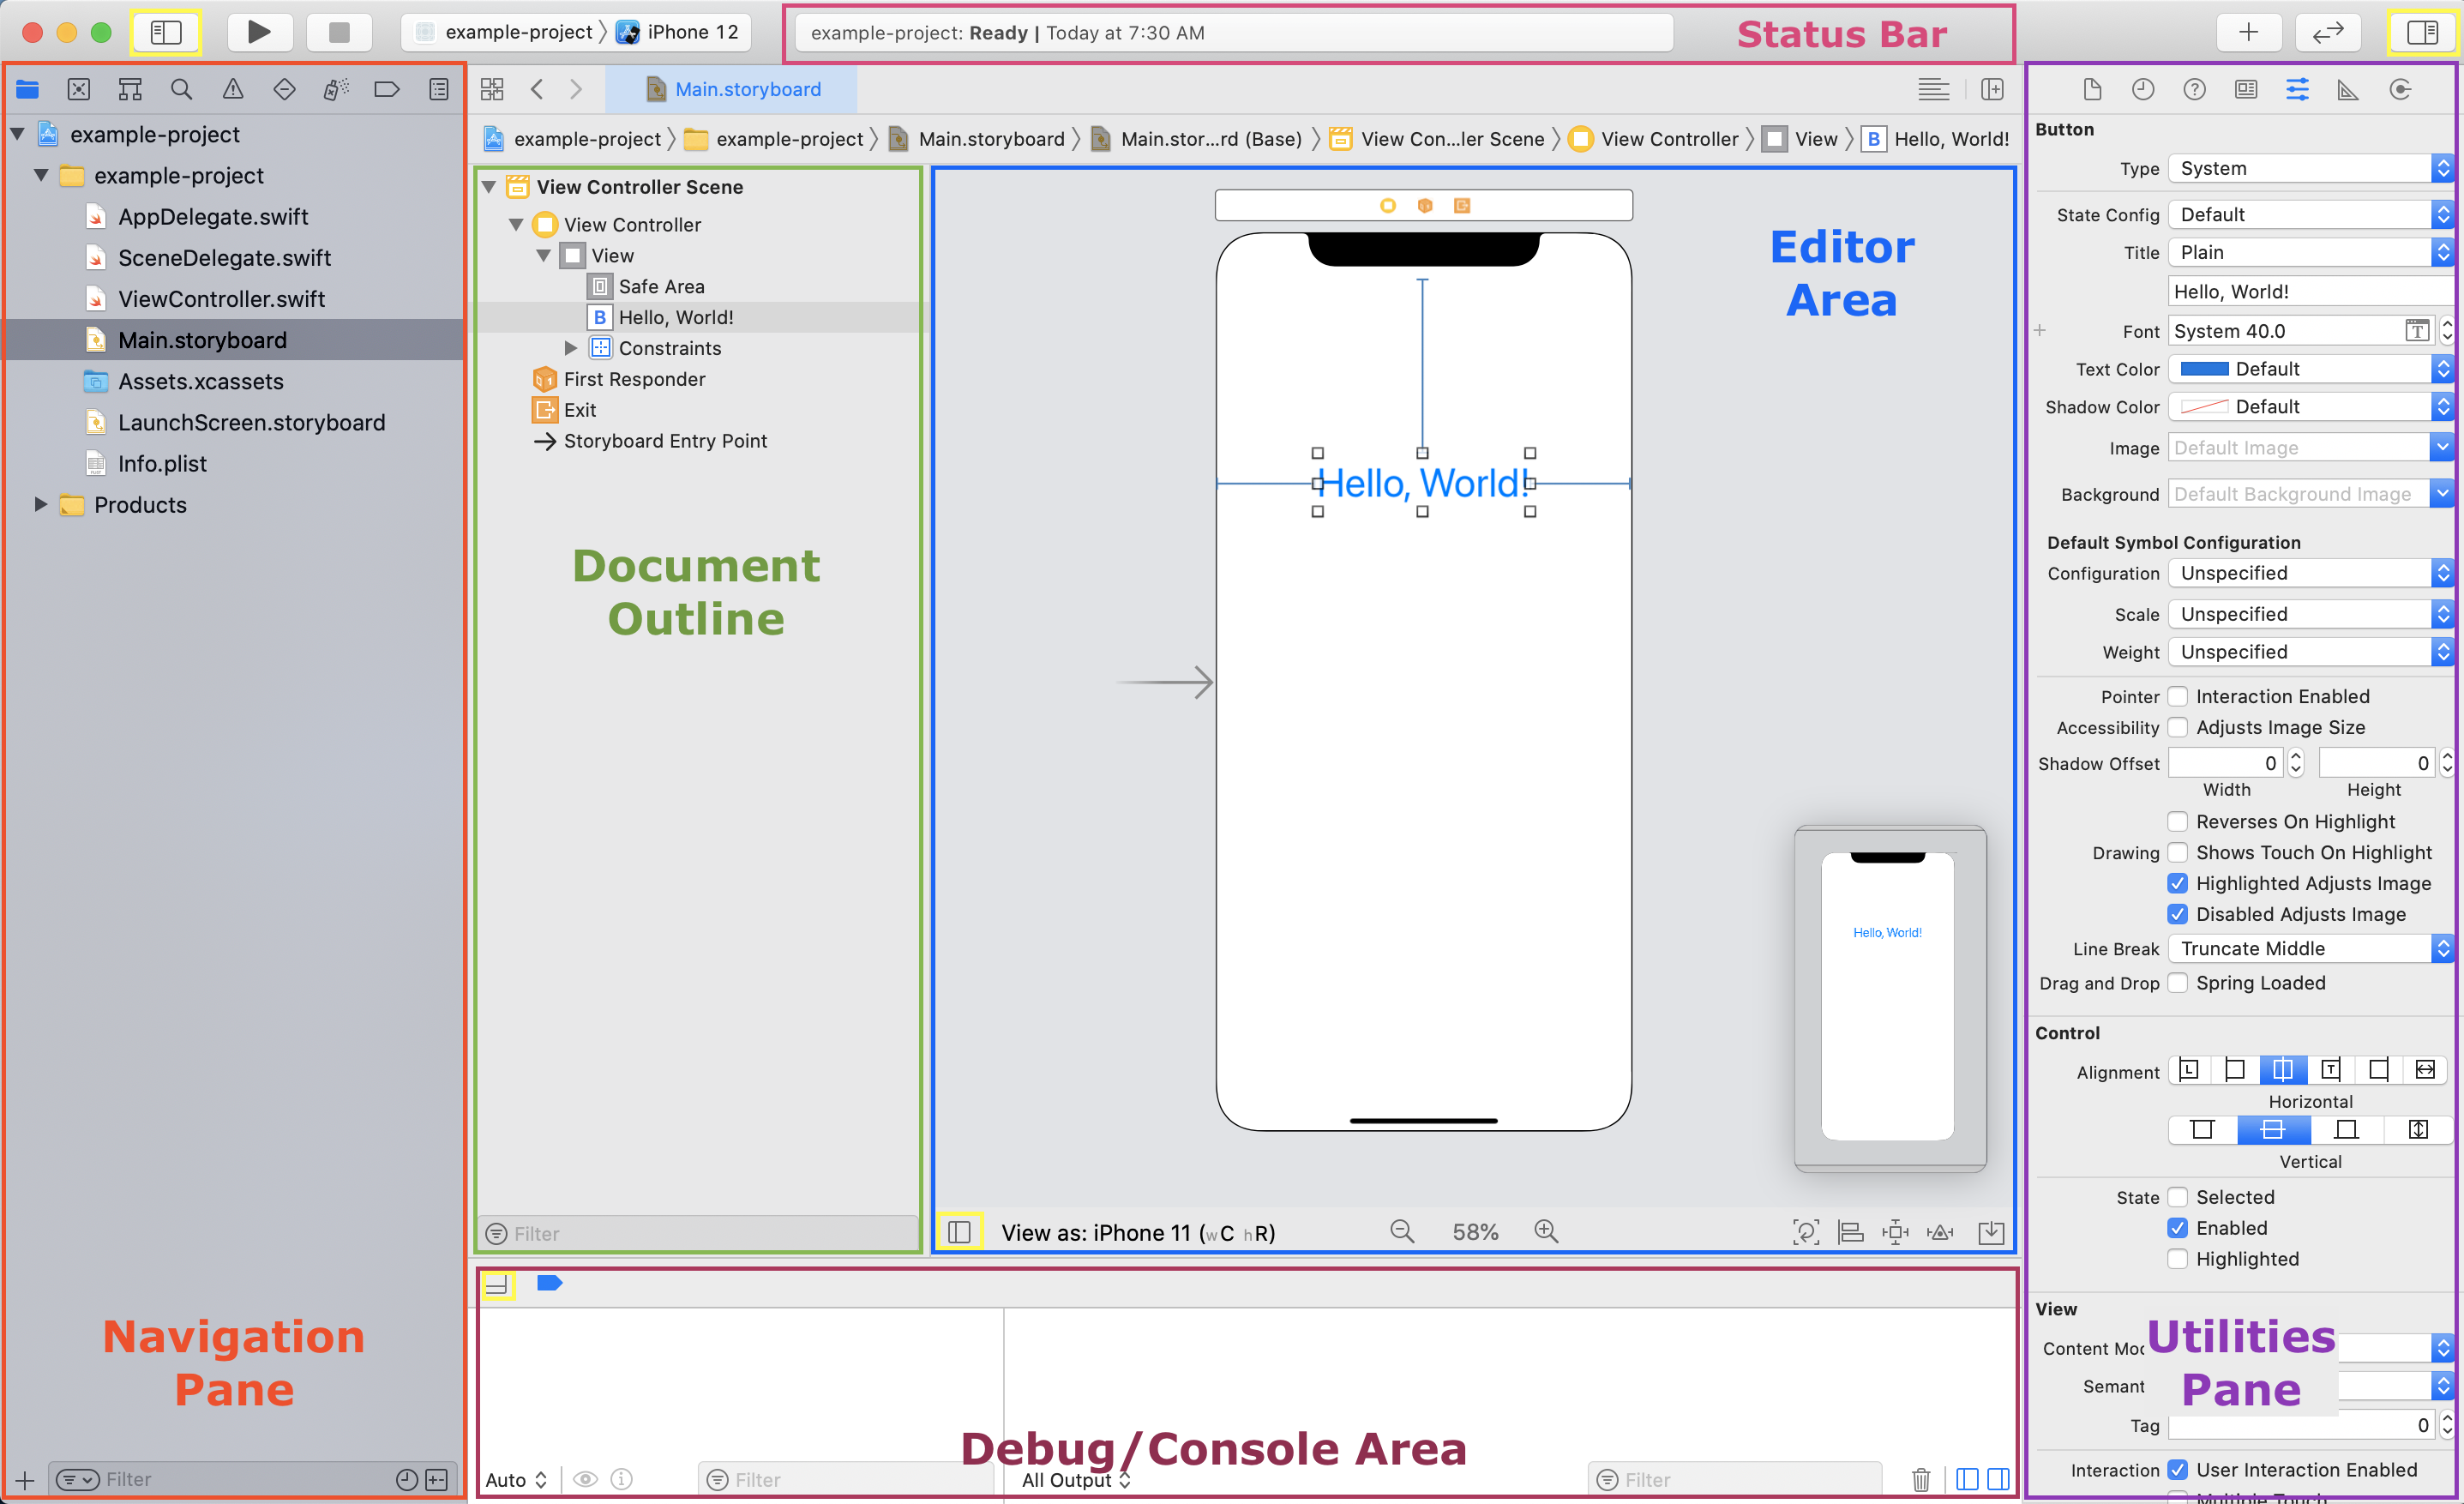 example-project
iPhone 12
example-project: Ready | Today at 7:30 AM
Status Bar
Main.storyboard
example-project
example-project
Main.storyboard
Main.stor...rd (Base)
View Con...ler Scene
View Controller
View
B Hello, World!
example-project
example-project
AppDelegate.swift
SceneDelegate.swift
ViewController.swift
Main.storyboard
Assets.xcassets
LaunchScreen.storyboard
Info.plist
Products
Navigation
Pane
Filter
View Controller Scene
View Controller
View
Safe Area
B Hello, World!
Constraints
First Responder
Exit
Storyboard Entry Point
Document
Outline
Filter
Editor
Area
Hello, World!
Hello, World!
View as: iPhone 11 (wC hR)
58%
Debug/Console Area
Auto
Filter
All Output
Filter
Button
Type System
State Config Default
Title Plain
Hello, World!
Font System 40.0
Text Color Default
Shadow Color Default
Image Default Image
Background Default Background Image
Default Symbol Configuration
Configuration Unspecified
Scale Unspecified
Weight Unspecified
Pointer Interaction Enabled
Accessibility Adjusts Image Size
Shadow Offset 0 0
Width Height
Reverses On Highlight
Drawing Shows Touch On Highlight
Highlighted Adjusts Image
Disabled Adjusts Image
Line Break Truncate Middle
Drag and Drop Spring Loaded
Control
Alignment
Horizontal
Vertical
State Selected
Enabled
Highlighted
View
Content Mo
Utilities
Semant
Pane
Tag 0
Interaction User Interaction Enabled
Multiple Touch